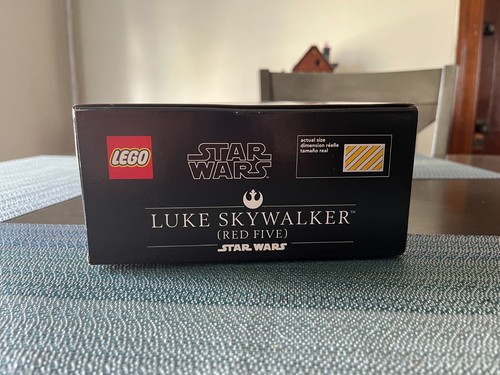 LEGO
STAR
WARS
actual size
dimension réelle
tamaño real
LUKE SKYWALKER™
(RED FIVE)
STAR WARS